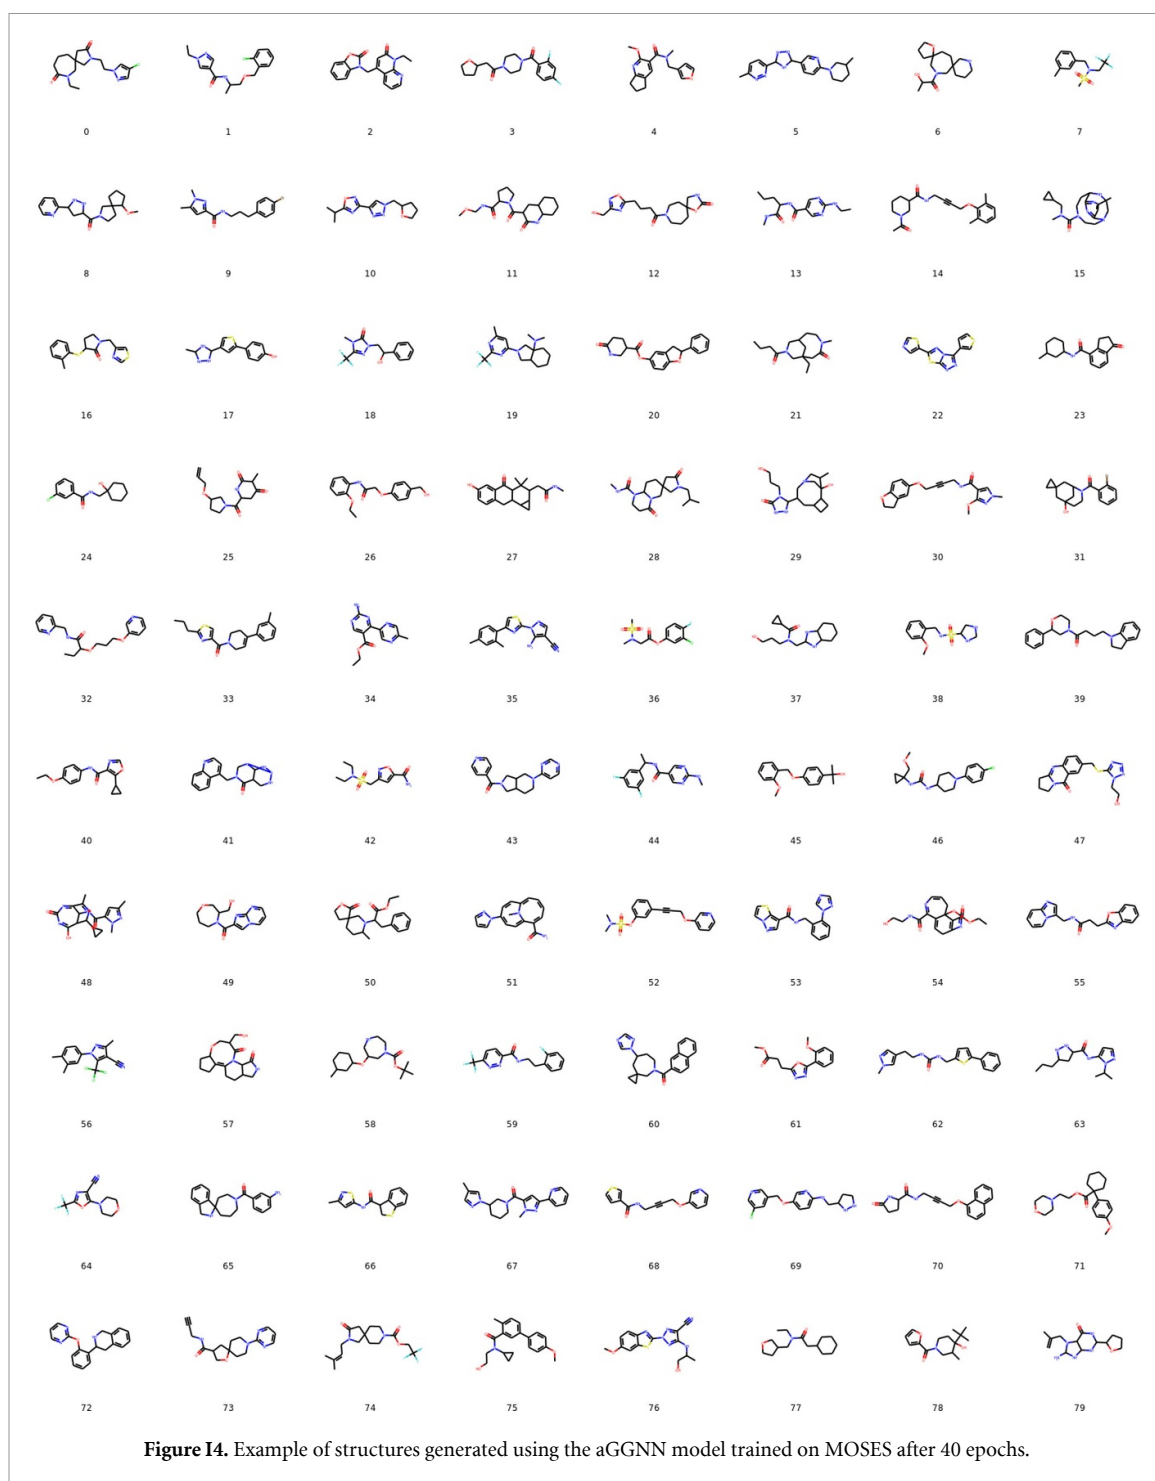 0 1 2 3 4 5 6 7
8 9 10 11 12 13 14 15
16 17 18 19 20 21 22 23
24 25 26 27 28 29 30 31
32 33 34 35 36 37 38 39
40 41 42 43 44 45 46 47
48 49 50 51 52 53 54 55
56 57 58 59 60 61 62 63
64 65 66 67 68 69 70 71
72 73 74 75 76 77 78 79
Figure I4. Example of structures generated using the aGGNN model trained on MOSES after 40 epochs.